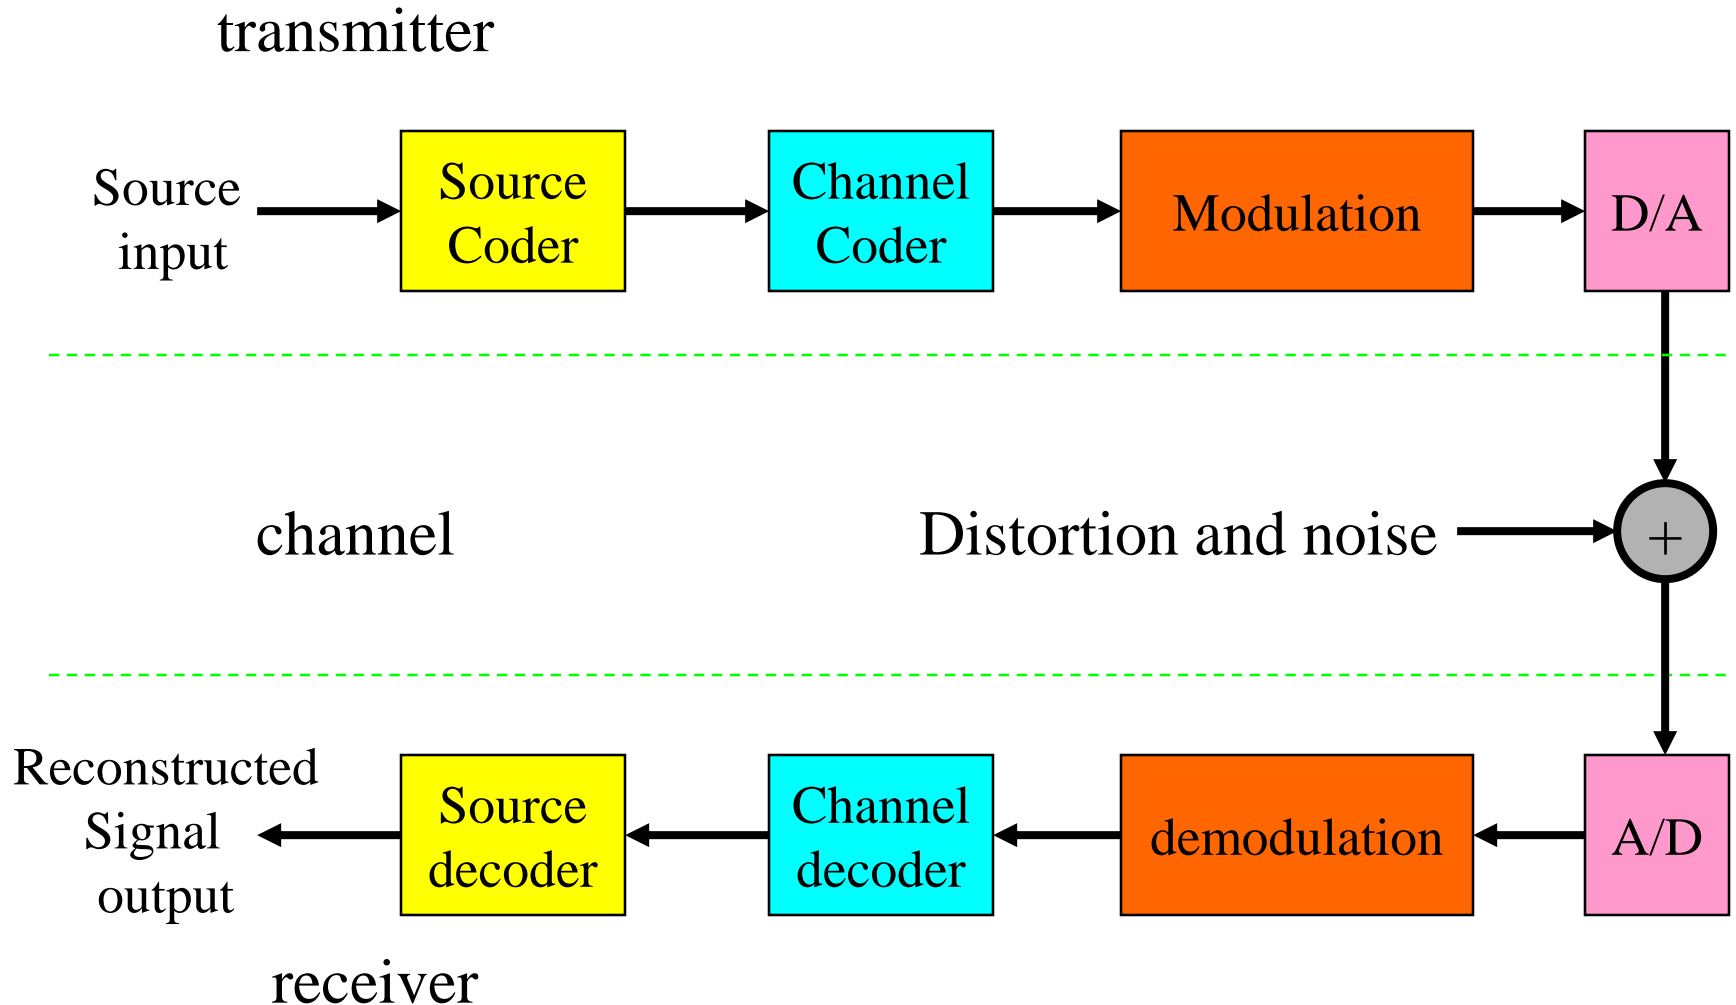 transmitter
Source
input
Source
Coder
Channel
Coder
Modulation
D/A
channel
Distortion and noise
+
Reconstructed
Signal
output
Source
decoder
Channel
decoder
demodulation
A/D
receiver